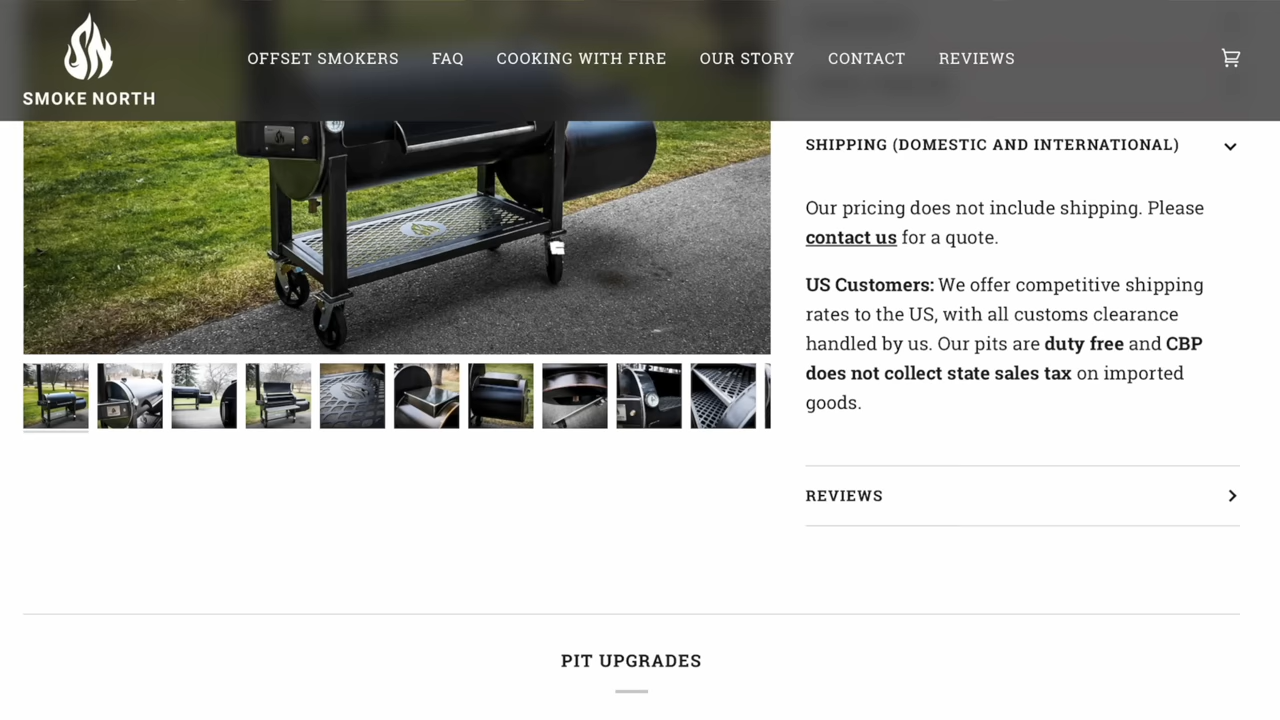 SMOKE NORTH
OFFSET SMOKERS FAQ COOKING WITH FIRE OUR STORY CONTACT REVIEWS
SHIPPING (DOMESTIC AND INTERNATIONAL)
Our pricing does not include shipping. Please
contact us for a quote.
US Customers: We offer competitive shipping
rates to the US, with all customs clearance
handled by us. Our pits are duty free and CBP
does not collect state sales tax on imported
goods.
REVIEWS
PIT UPGRADES